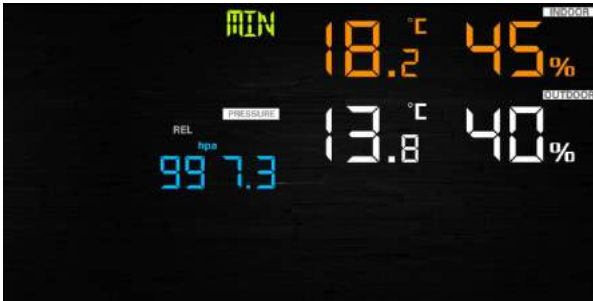 MIN
INDOOR
18.2 °C 45%
OUTDOOR
13.8 °C 40%
PRESSURE
REL
hpa
997.3